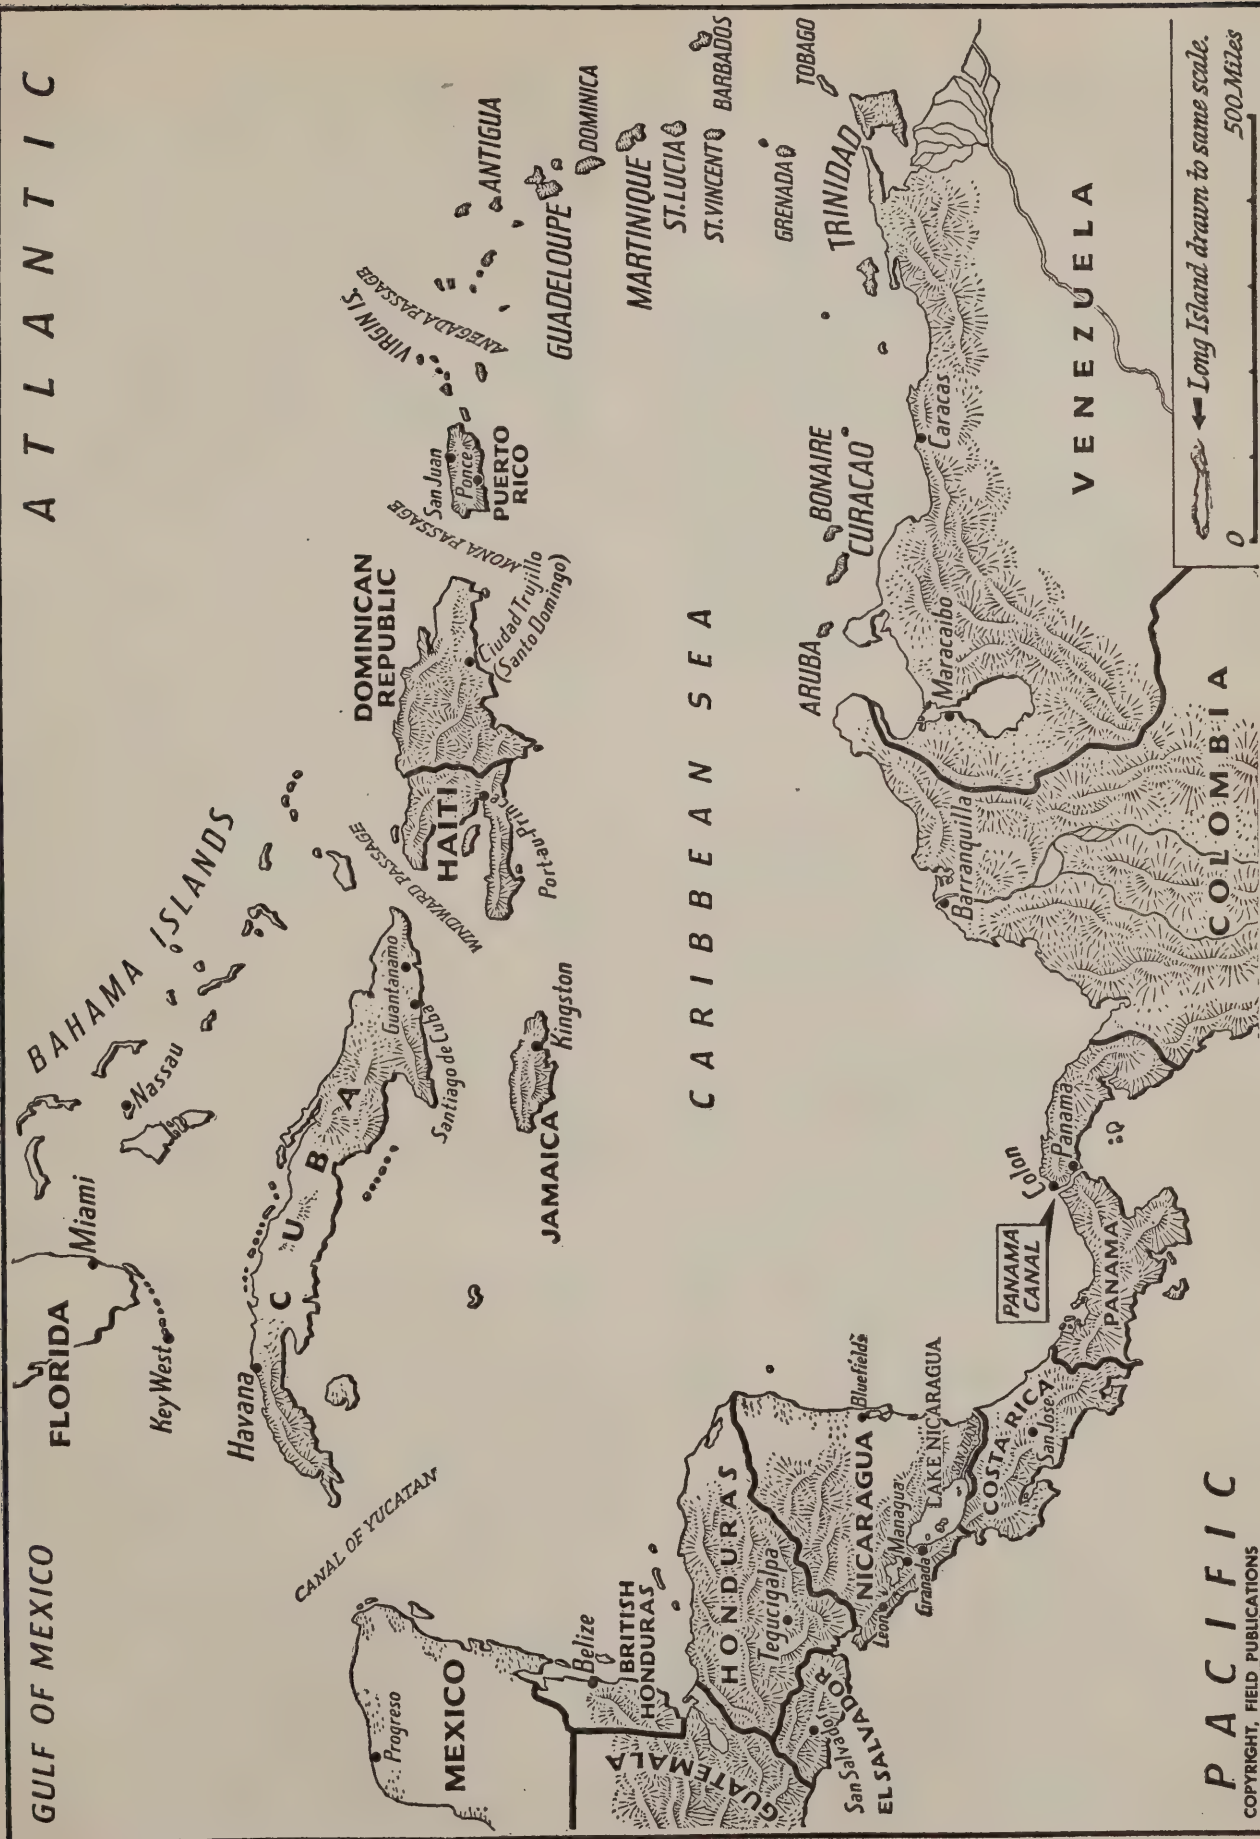 GULF OF MEXICO
ATLANTIC
FLORIDA
Miami
Key West
BAHAMA ISLANDS
Nassau
Havana
CUBA
Guantanamo
Santiago de Cuba
CANAL OF YUCATAN
WINDWARD PASSAGE
HAITI
Port-au-Prince
DOMINICAN
REPUBLIC
Ciudad Trujillo
(Santo Domingo)
MONA PASSAGE
San Juan
Ponce
PUERTO
RICO
VIRGIN IS.
ANEGADA PASSAGE
ANTIGUA
GUADELOUPE
DOMINICA
MARTINIQUE
ST. LUCIA
ST. VINCENT
BARBADOS
GRENADA
TOBAGO
TRINIDAD
Progreso
MEXICO
JAMAICA
Kingston
CARIBBEAN SEA
Belize
BRITISH
HONDURAS
GUATEMALA
HONDURAS
Tegucigalpa
San Salvador
EL SALVADOR
NICARAGUA
Leon
Managua
Granada
Bluefields
LAKE NICARAGUA
SAN JUAN
COSTA RICA
San Jose
PANAMA
CANAL
Colon
Panama
PANAMA
ARUBA
BONAIRE
CURACAO
Maracaibo
Caracas
VENEZUELA
Barranquilla
COLOMBIA
PACIFIC
Long Island drawn to same scale.
0 500 Miles
COPYRIGHT, FIELD PUBLICATIONS